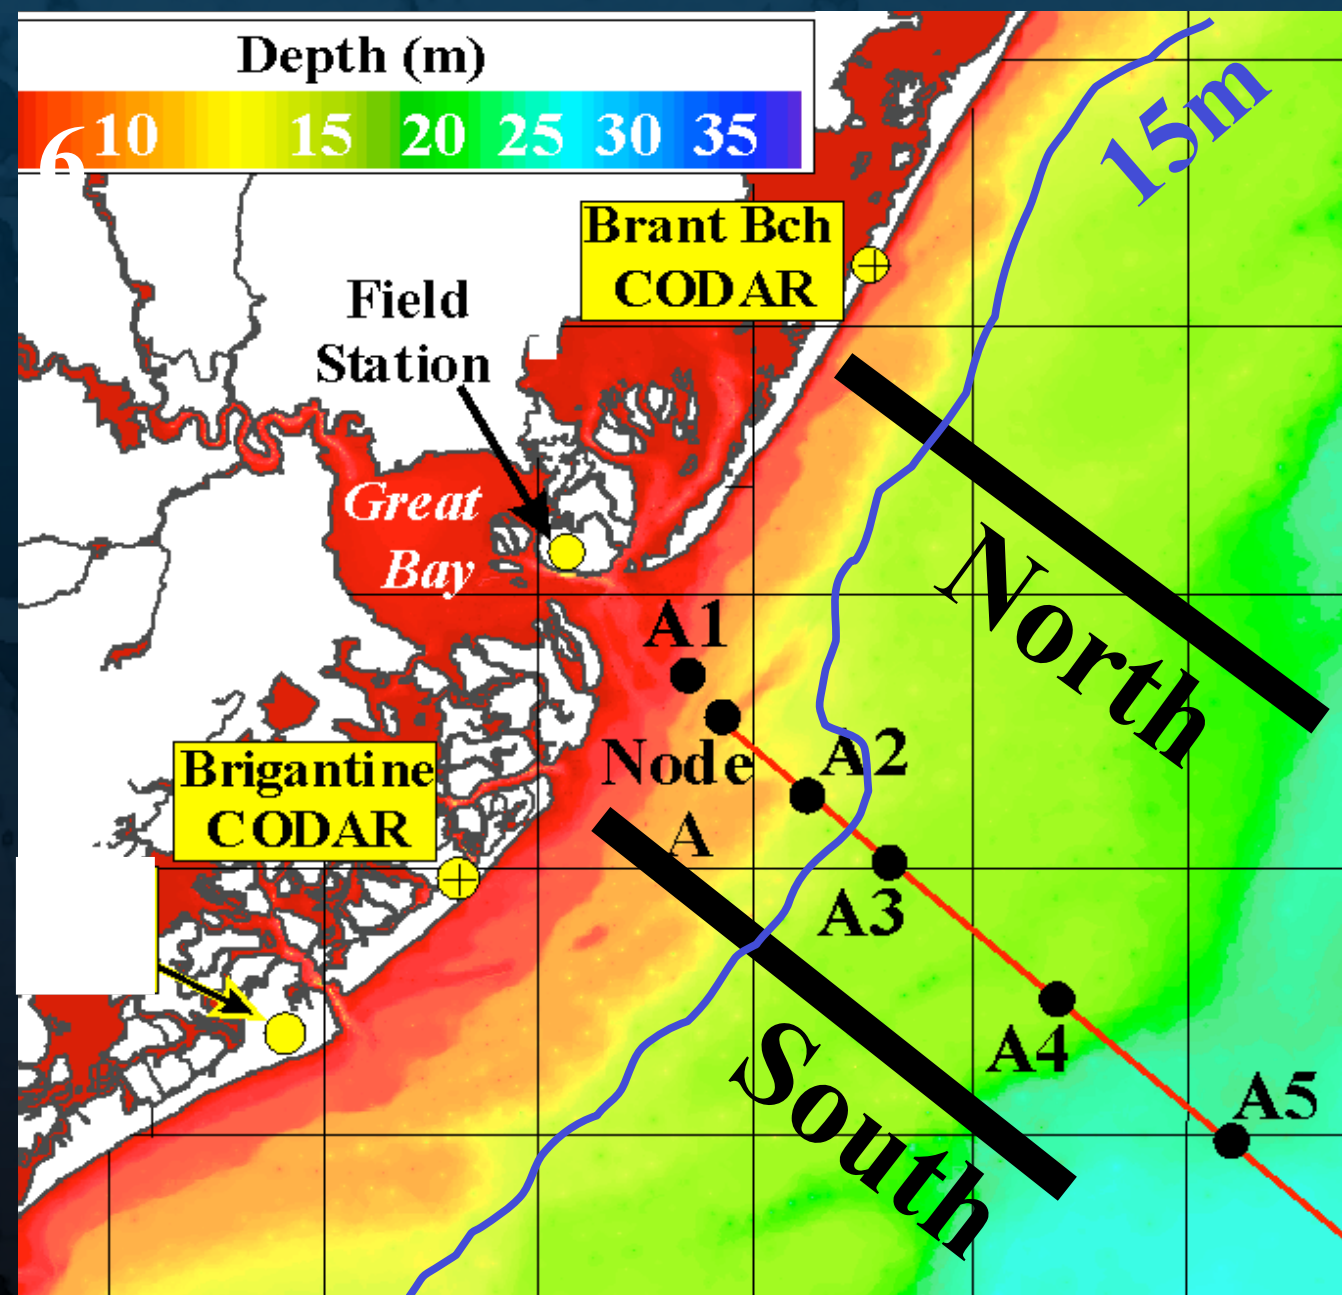 Depth (m)
6 10 15 20 25 30 35
15m
Brant Bch
CODAR
Field
Station
Great
Bay
North
A1
Node
A
A2
Brigantine
CODAR
A3
A4
South
A5